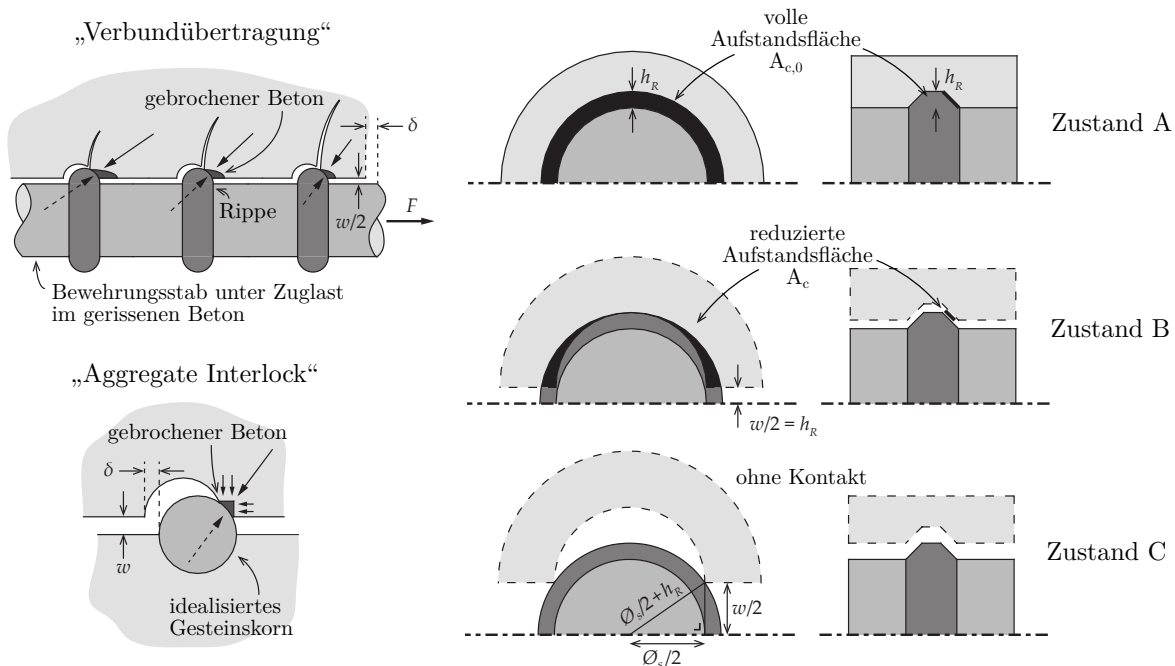 „Verbundübertragung“
gebrochener Beton
δ
F
Rippe
w/2
Bewehrungsstab unter Zuglast
im gerissenen Beton
„Aggregate Interlock“
gebrochener Beton
δ
w
idealisiertes
Gesteinskorn
volle
Aufstandsfläche
A_c,0
h_R
h_R
Zustand A
reduzierte
Aufstandsfläche
A_c
w/2 = h_R
Zustand B
ohne Kontakt
Ø_s/2+h_R
w/2
Ø_s/2
Zustand C